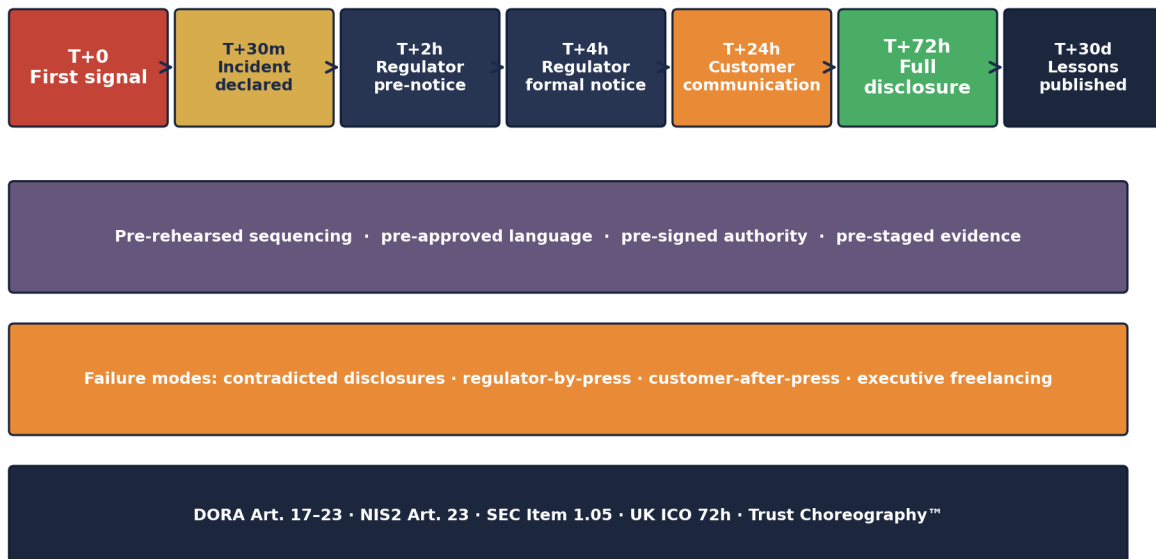 T+0
First signal
T+30m
Incident
declared
T+2h
Regulator
pre-notice
T+4h
Regulator
formal notice
T+24h
Customer
communication
T+72h
Full
disclosure
T+30d
Lessons
published
Pre-rehearsed sequencing · pre-approved language · pre-signed authority · pre-staged evidence
Failure modes: contradicted disclosures · regulator-by-press · customer-after-press · executive freelancing
DORA Art. 17–23 · NIS2 Art. 23 · SEC Item 1.05 · UK ICO 72h · Trust Choreography™